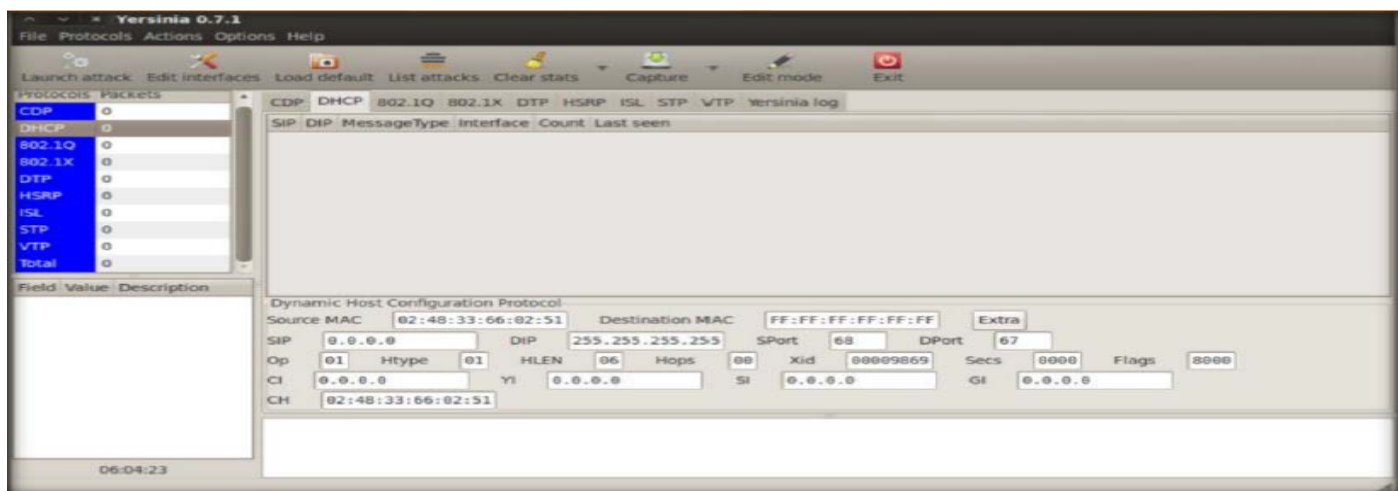 Yersinia 0.7.1
File Protocols Actions Options Help
Launch attack Edit interfaces Load default List attacks Clear stats Capture Edit mode Exit
Protocols Packets
CDP 0
DHCP 0
802.1Q 0
802.1X 0
DTP 0
HSRP 0
ISL 0
STP 0
VTP 0
Total 0
Field Value Description
06:04:23
CDP DHCP 802.1Q 802.1X DTP HSRP ISL STP VTP Yersinia log
SIP DIP MessageType Interface Count Last seen
Dynamic Host Configuration Protocol
Source MAC 02:48:33:66:02:51 Destination MAC FF:FF:FF:FF:FF:FF Extra
SIP 0.0.0.0 DIP 255.255.255.255 SPort 68 DPort 67
Op 01 Htype 01 HLEN 06 Hops 00 Xid 00009869 Secs 0000 Flags 8000
CI 0.0.0.0 YI 0.0.0.0 SI 0.0.0.0 GI 0.0.0.0
CH 02:48:33:66:02:51